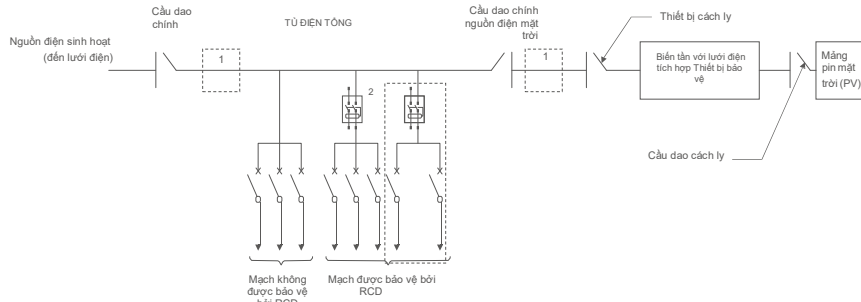 Cầu dao
chính
TỦ ĐIỆN TỔNG
Cầu dao chính
nguồn điện mặt
trời
Thiết bị cách ly
Nguồn điện sinh hoạt
(đến lưới điện)
1
1
Biến tần với lưới điện
tích hợp Thiết bị bảo
vệ
Mảng
pin mặt
trời (PV)
2
Cầu dao cách ly
Mạch không
được bảo vệ
bởi RCD
Mạch được bảo vệ bởi
RCD